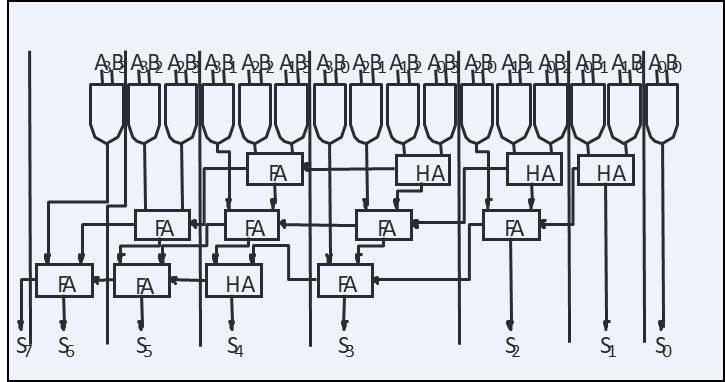 A3B3 A3B2 A2B3 A3B1 A2B2 A1B3 A3B0 A2B1 A1B2 A0B3 A2B0 A1B1 A0B2 A0B1 A1B0 A0B0
FA HA HA HA
FA FA FA FA
FA FA HA FA
S7 S6 S5 S4 S3 S2 S1 S0